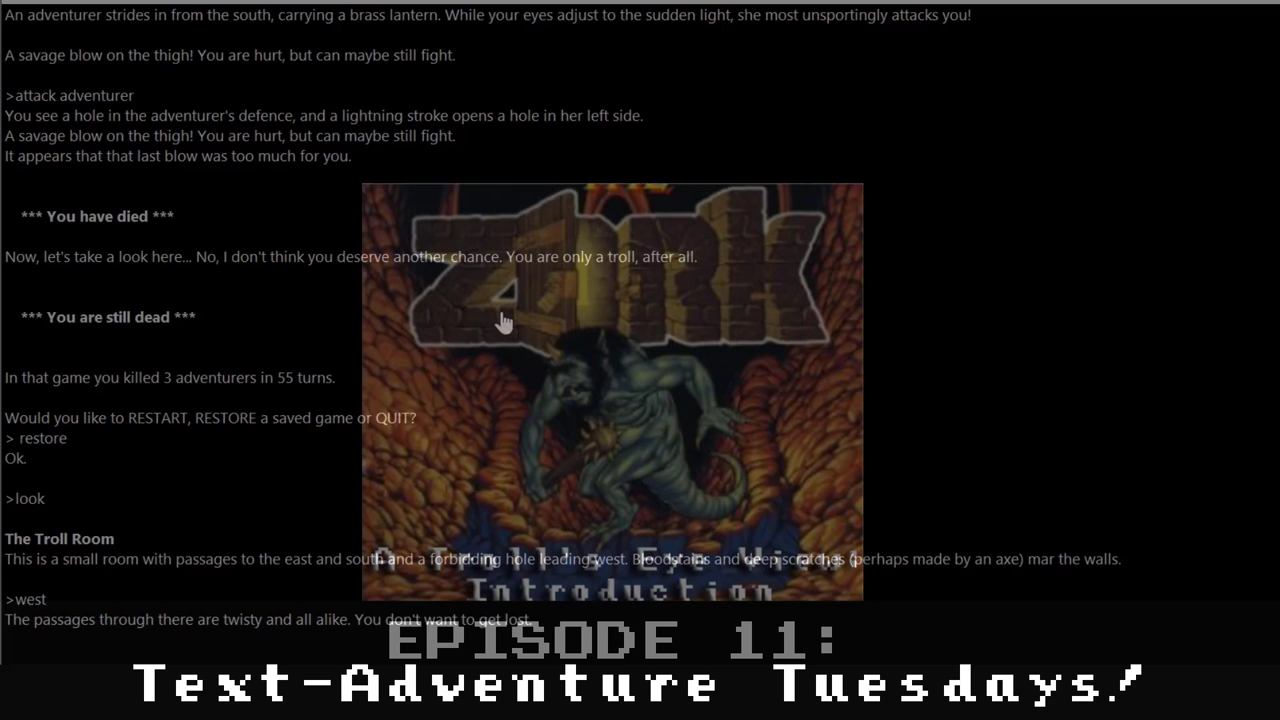 An adventurer strides in from the south, carrying a brass lantern. While your eyes adjust to the sudden light, she most unsportingly attacks you!
A savage blow on the thigh! You are hurt, but can maybe still fight.
>attack adventurer
You see a hole in the adventurer's defence, and a lightning stroke opens a hole in her left side.
A savage blow on the thigh! You are hurt, but can maybe still fight.
It appears that that last blow was too much for you.
*** You have died ***
Now, let's take a look here... No, I don't think you deserve another chance. You are only a troll, after all.
ZORK
*** You are still dead ***
In that game you killed 3 adventurers in 55 turns.
Would you like to RESTART, RESTORE a saved game or QUIT?
> restore
Ok.
>look
The Troll Room
This is a small room with passages to the east and south and a forbidding hole leading west. Bloodstains and deep scratches (perhaps made by an axe) mar the walls.
A Troll's Eye View:
Introduction
>west
The passages through there are twisty and all alike. You don't want to get lost.
EPISODE 11:
Text-Adventure Tuesdays!